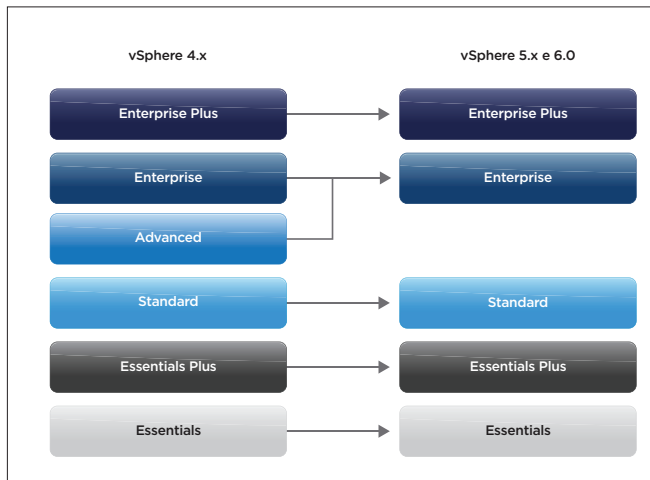 vSphere 4.x
vSphere 5.x e 6.0
Enterprise Plus
Enterprise Plus
Enterprise
Enterprise
Advanced
Standard
Standard
Essentials Plus
Essentials Plus
Essentials
Essentials